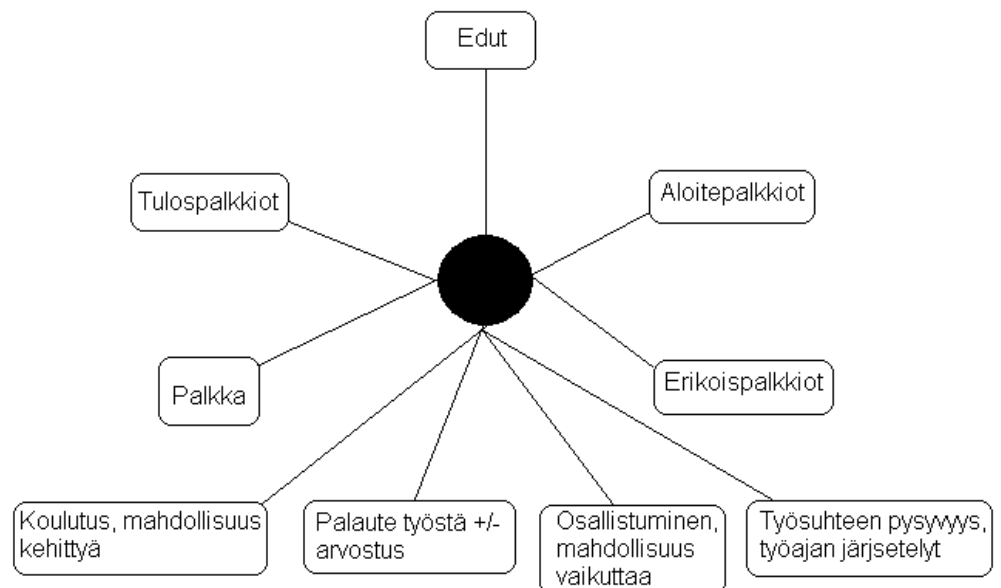 Edut
Tulospalkkiot
Aloitepalkkiot
Palkka
Erikoispalkkiot
Koulutus, mahdollisuus
kehittyä
Palaute työstä +/-
arvostus
Osallistuminen,
mahdollisuus
vaikuttaa
Työsuhteen pysyvyys,
työajan järjsetelyt